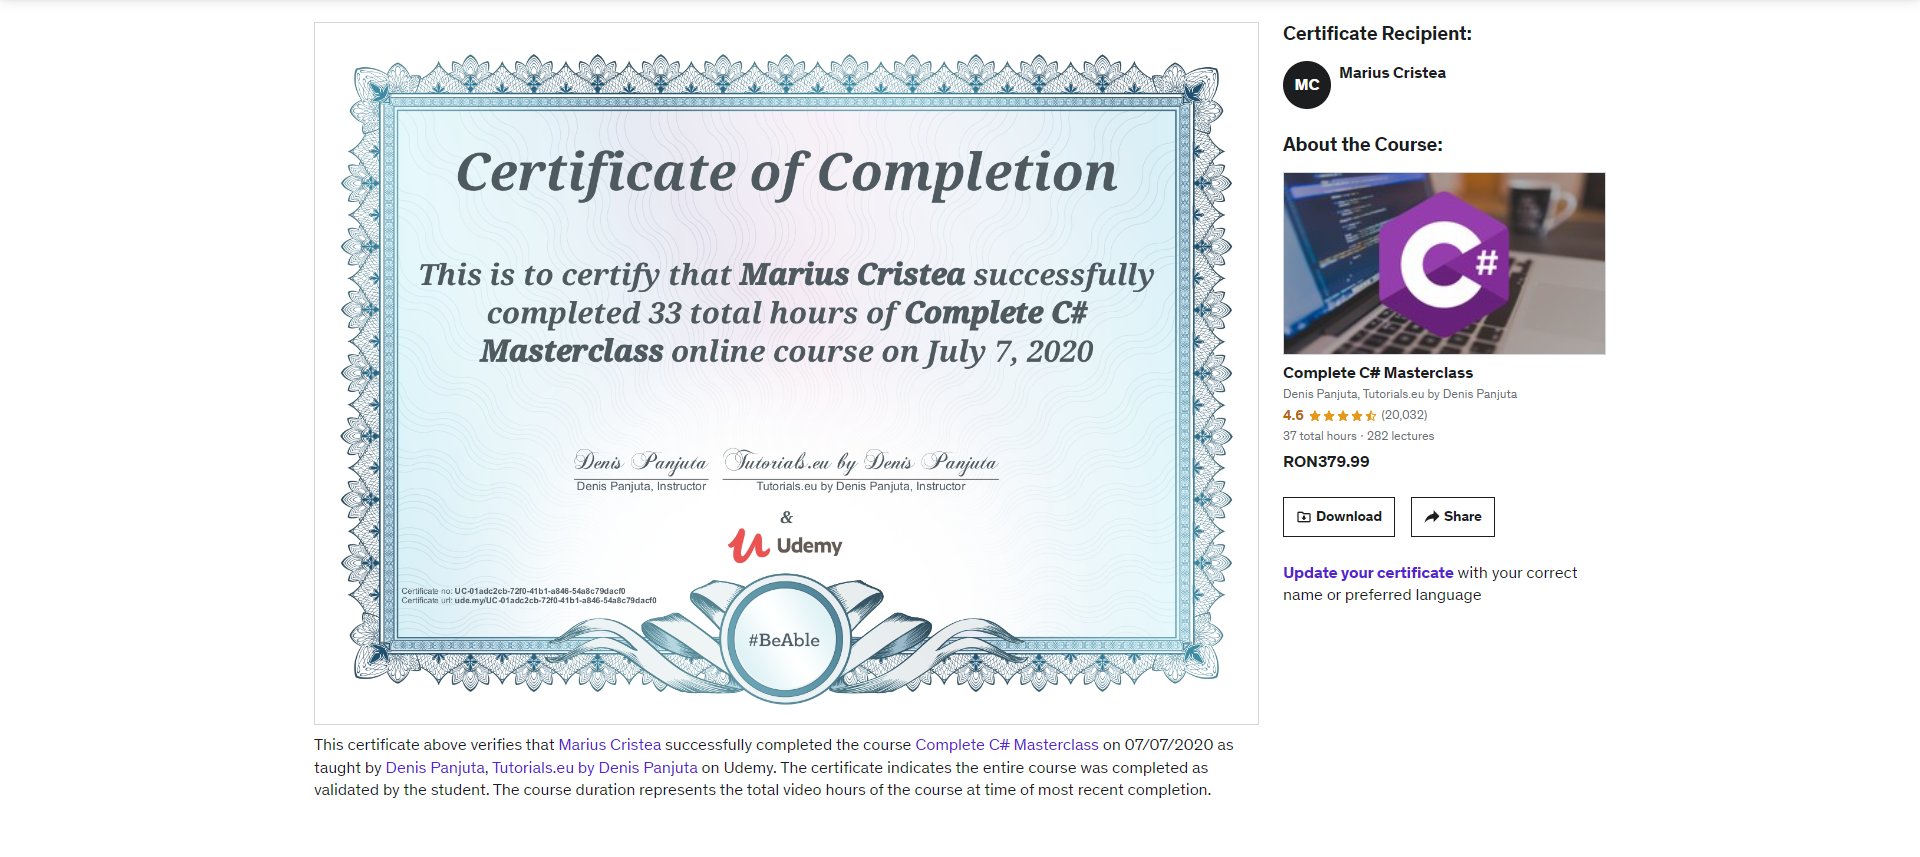 Certificate of Completion
This is to certify that Marius Cristea successfully
completed 33 total hours of Complete C#
Masterclass online course on July 7, 2020
Denis Panjuta
Tutorials.eu by Denis Panjuta
Denis Panjuta, Instructor
Tutorials.eu by Denis Panjuta, Instructor
&
Udemy
Certificate no: UC-01adc2cb-72f0-41b1-a846-54a8c79dacf0
Certificate url: ude.my/UC-01adc2cb-72f0-41b1-a846-54a8c79dacf0
#BeAble
This certificate above verifies that Marius Cristea successfully completed the course Complete C# Masterclass on 07/07/2020 as
taught by Denis Panjuta, Tutorials.eu by Denis Panjuta on Udemy. The certificate indicates the entire course was completed as
validated by the student. The course duration represents the total video hours of the course at time of most recent completion.
Certificate Recipient:
MC
Marius Cristea
About the Course:
C#
Complete C# Masterclass
Denis Panjuta, Tutorials.eu by Denis Panjuta
4.6 (20,032)
37 total hours · 282 lectures
RON379.99
Download
Share
Update your certificate with your correct
name or preferred language